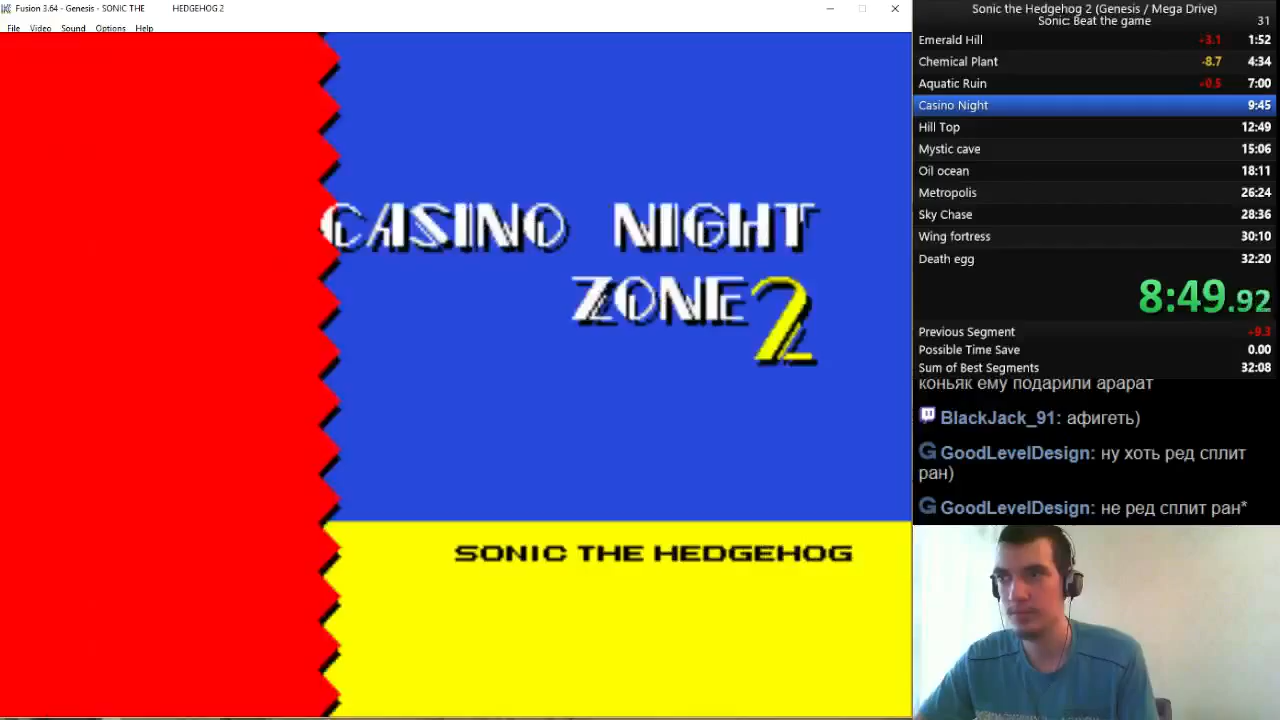 Fusion 3.64 - Genesis - SONIC THE HEDGEHOG 2
File Video Sound Options Help
CASINO NIGHT
ZONE 2
SONIC THE HEDGEHOG
Sonic the Hedgehog 2 (Genesis / Mega Drive)
Sonic: Beat the game 31
Emerald Hill +3.1 1:52
Chemical Plant -8.7 4:34
Aquatic Ruin +0.5 7:00
Casino Night 9:45
Hill Top 12:49
Mystic cave 15:06
Oil ocean 18:11
Metropolis 26:24
Sky Chase 28:36
Wing fortress 30:10
Death egg 32:20
8:49.92
Previous Segment +9.3
Possible Time Save 0.00
Sum of Best Segments 32:08
коньяк ему подарили арарат
BlackJack_91: афигеть)
GoodLevelDesign: ну хоть ред сплит
ран)
GoodLevelDesign: не ред сплит ран*